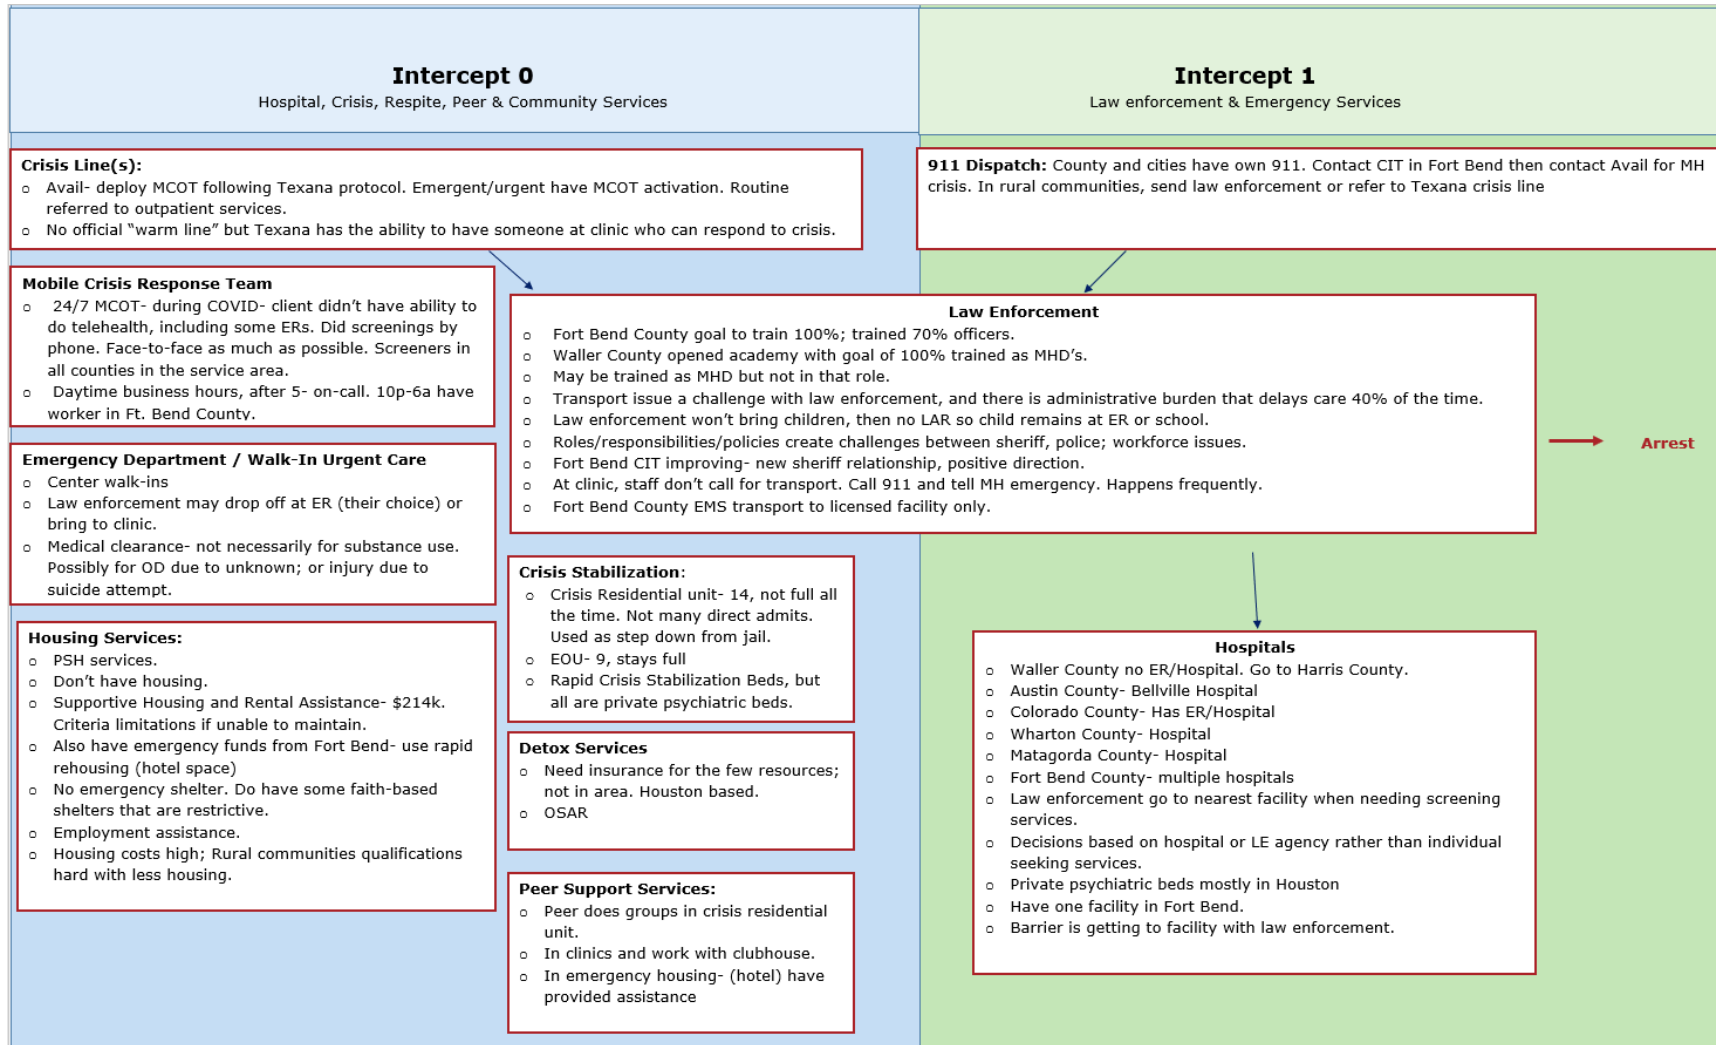 Intercept 0
Hospital, Crisis, Respite, Peer & Community Services
Intercept 1
Law enforcement & Emergency Services
Crisis Line(s):
o Avail- deploy MCOT following Texana protocol. Emergent/urgent have MCOT activation. Routine
referred to outpatient services.
o No official “warm line” but Texana has the ability to have someone at clinic who can respond to crisis.
911 Dispatch: County and cities have own 911. Contact CIT in Fort Bend then contact Avail for MH
crisis. In rural communities, send law enforcement or refer to Texana crisis line
Mobile Crisis Response Team
o 24/7 MCOT- during COVID- client didn’t have ability to
do telehealth, including some ERs. Did screenings by
phone. Face-to-face as much as possible. Screeners in
all counties in the service area.
o Daytime business hours, after 5- on-call. 10p-6a have
worker in Ft. Bend County.
Law Enforcement
o Fort Bend County goal to train 100%; trained 70% officers.
o Waller County opened academy with goal of 100% trained as MHD’s.
o May be trained as MHD but not in that role.
o Transport issue a challenge with law enforcement, and there is administrative burden that delays care 40% of the time.
o Law enforcement won’t bring children, then no LAR so child remains at ER or school.
o Roles/responsibilities/policies create challenges between sheriff, police; workforce issues.
o Fort Bend CIT improving- new sheriff relationship, positive direction.
o At clinic, staff don’t call for transport. Call 911 and tell MH emergency. Happens frequently.
o Fort Bend County EMS transport to licensed facility only.
Arrest
Emergency Department / Walk-In Urgent Care
o Center walk-ins
o Law enforcement may drop off at ER (their choice) or
bring to clinic.
o Medical clearance- not necessarily for substance use.
Possibly for OD due to unknown; or injury due to
suicide attempt.
Crisis Stabilization:
o Crisis Residential unit- 14, not full all
the time. Not many direct admits.
Used as step down from jail.
o EOU- 9, stays full
o Rapid Crisis Stabilization Beds, but
all are private psychiatric beds.
Housing Services:
o PSH services.
o Don’t have housing.
o Supportive Housing and Rental Assistance- $214k.
Criteria limitations if unable to maintain.
o Also have emergency funds from Fort Bend- use rapid
rehousing (hotel space)
o No emergency shelter. Do have some faith-based
shelters that are restrictive.
o Employment assistance.
o Housing costs high; Rural communities qualifications
hard with less housing.
Detox Services
o Need insurance for the few resources;
not in area. Houston based.
o OSAR
Peer Support Services:
o Peer does groups in crisis residential
unit.
o In clinics and work with clubhouse.
o In emergency housing- (hotel) have
provided assistance
Hospitals
o Waller County no ER/Hospital. Go to Harris County.
o Austin County- Bellville Hospital
o Colorado County- Has ER/Hospital
o Wharton County- Hospital
o Matagorda County- Hospital
o Fort Bend County- multiple hospitals
o Law enforcement go to nearest facility when needing screening
services.
o Decisions based on hospital or LE agency rather than individual
seeking services.
o Private psychiatric beds mostly in Houston
o Have one facility in Fort Bend.
o Barrier is getting to facility with law enforcement.